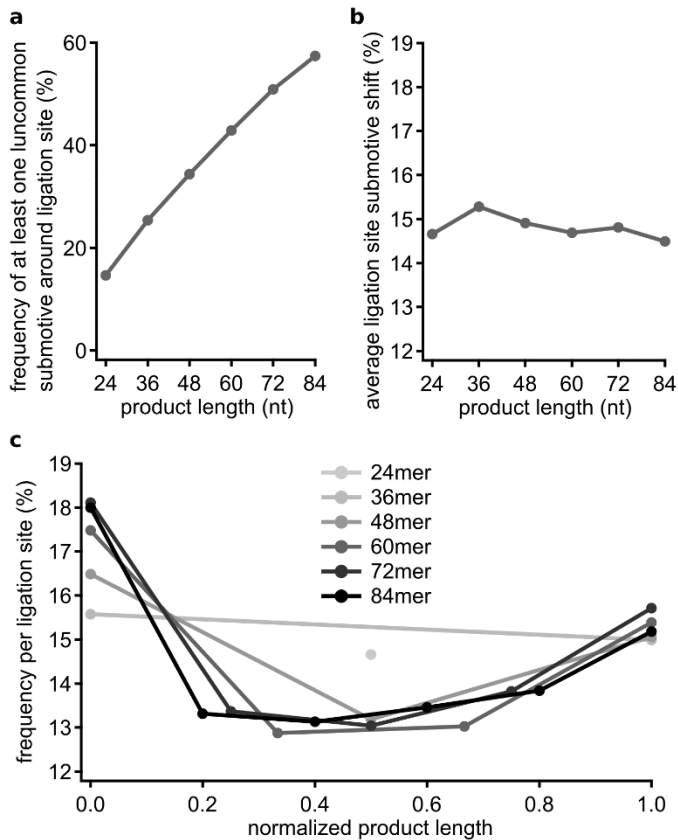 a
frequency of at least one luncommon
submotive around ligation site (%)
60
40
20
0
24 36 48 60 72 84
product length (nt)
b
average ligation site submotive shift (%)
19
18
17
16
15
14
13
12
24 36 48 60 72 84
product length (nt)
c
frequency per ligation site (%)
19
18
17
16
15
14
13
12
24mer
36mer
48mer
60mer
72mer
84mer
0.0 0.2 0.4 0.6 0.8 1.0
normalized product length